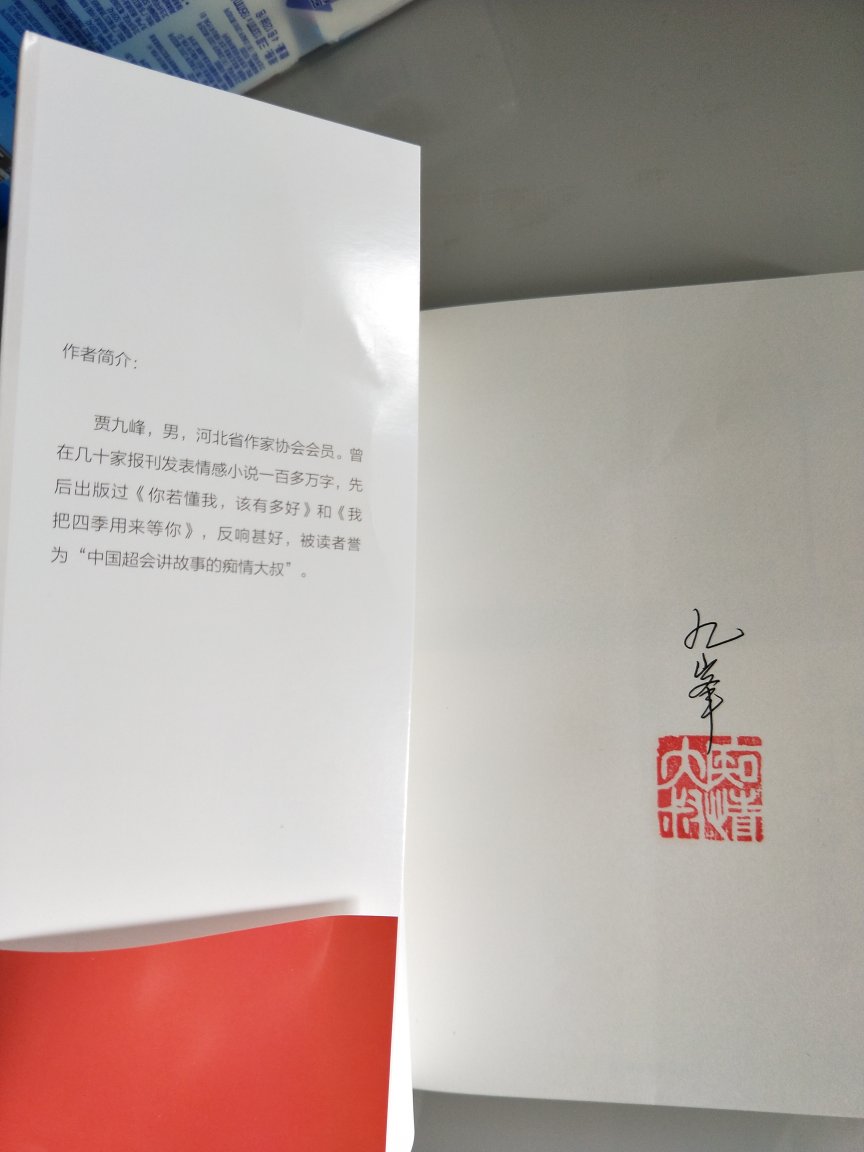 作者简介：
贾九峰，男，河北省作家协会会员。曾
在几十家报刊发表情感小说一百多万字，先
后出版过《你若懂我，该有多好》和《我
把四季用来等你》，反响甚好，被读者誉
为“中国超会讲故事的痴情大叔”。
九峯
痴情
大叔